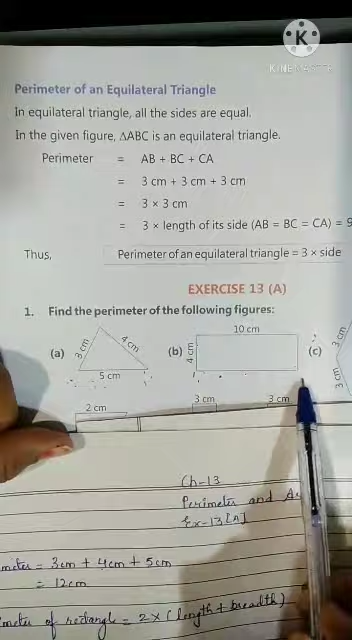 K
KINEMASTER
Perimeter of an Equilateral Triangle
In equilateral triangle, all the sides are equal.
In the given figure, ΔABC is an equilateral triangle.
Perimeter = AB + BC + CA
= 3 cm + 3 cm + 3 cm
= 3 × 3 cm
= 3 × length of its side (AB = BC = CA) = 9
Thus, Perimeter of an equilateral triangle = 3 × side
EXERCISE 13 (A)
1. Find the perimeter of the following figures:
(a) 3 cm 4 cm 5 cm
(b) 10 cm 4 cm
(c) 3 cm 3 cm
2 cm 3 cm 3 cm
Ch-13
Perimeter and
Ex-13[A]
meter = 3cm + 4cm + 5cm
= 12cm
meter of rectangle = 2×(length + breadth)